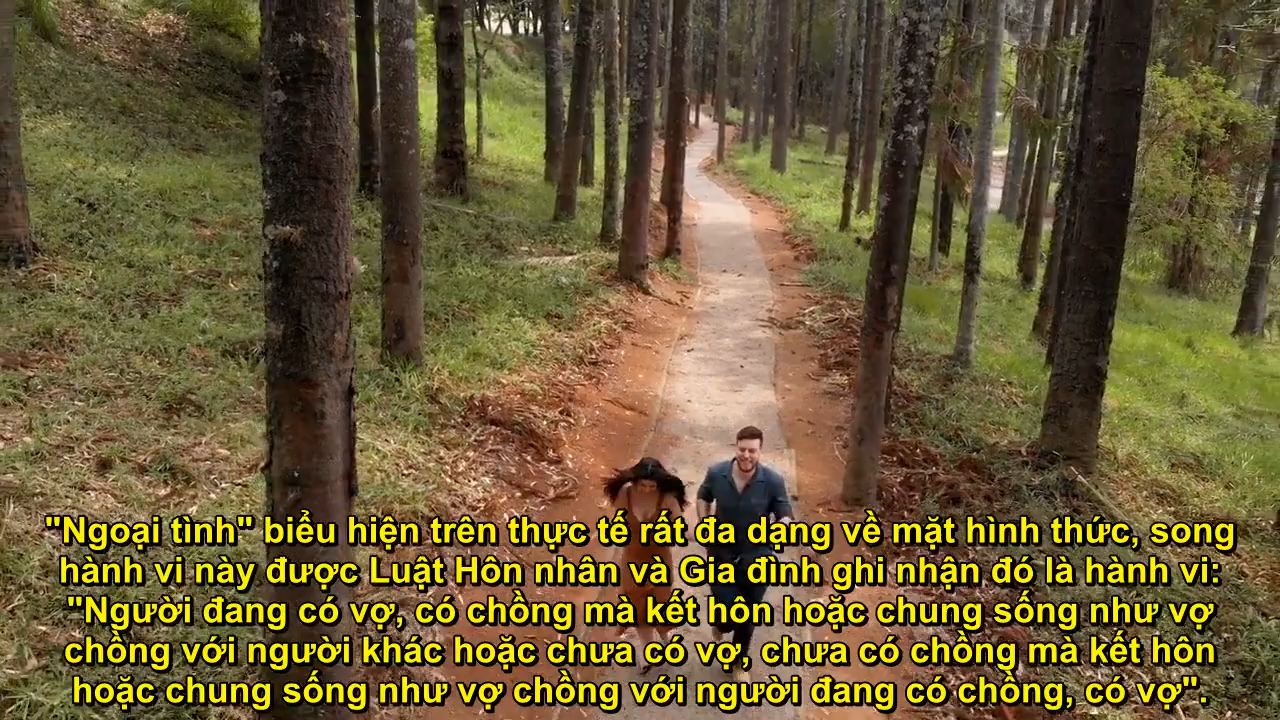 "Ngoại tình" biểu hiện trên thực tế rất đa dạng về mặt hình thức, song
hành vi này được Luật Hôn nhân và Gia đình ghi nhận đó là hành vi:
"Người đang có vợ, có chồng mà kết hôn hoặc chung sống như vợ
chồng với người khác hoặc chưa có vợ, chưa có chồng mà kết hôn
hoặc chung sống như vợ chồng với người đang có chồng, có vợ".